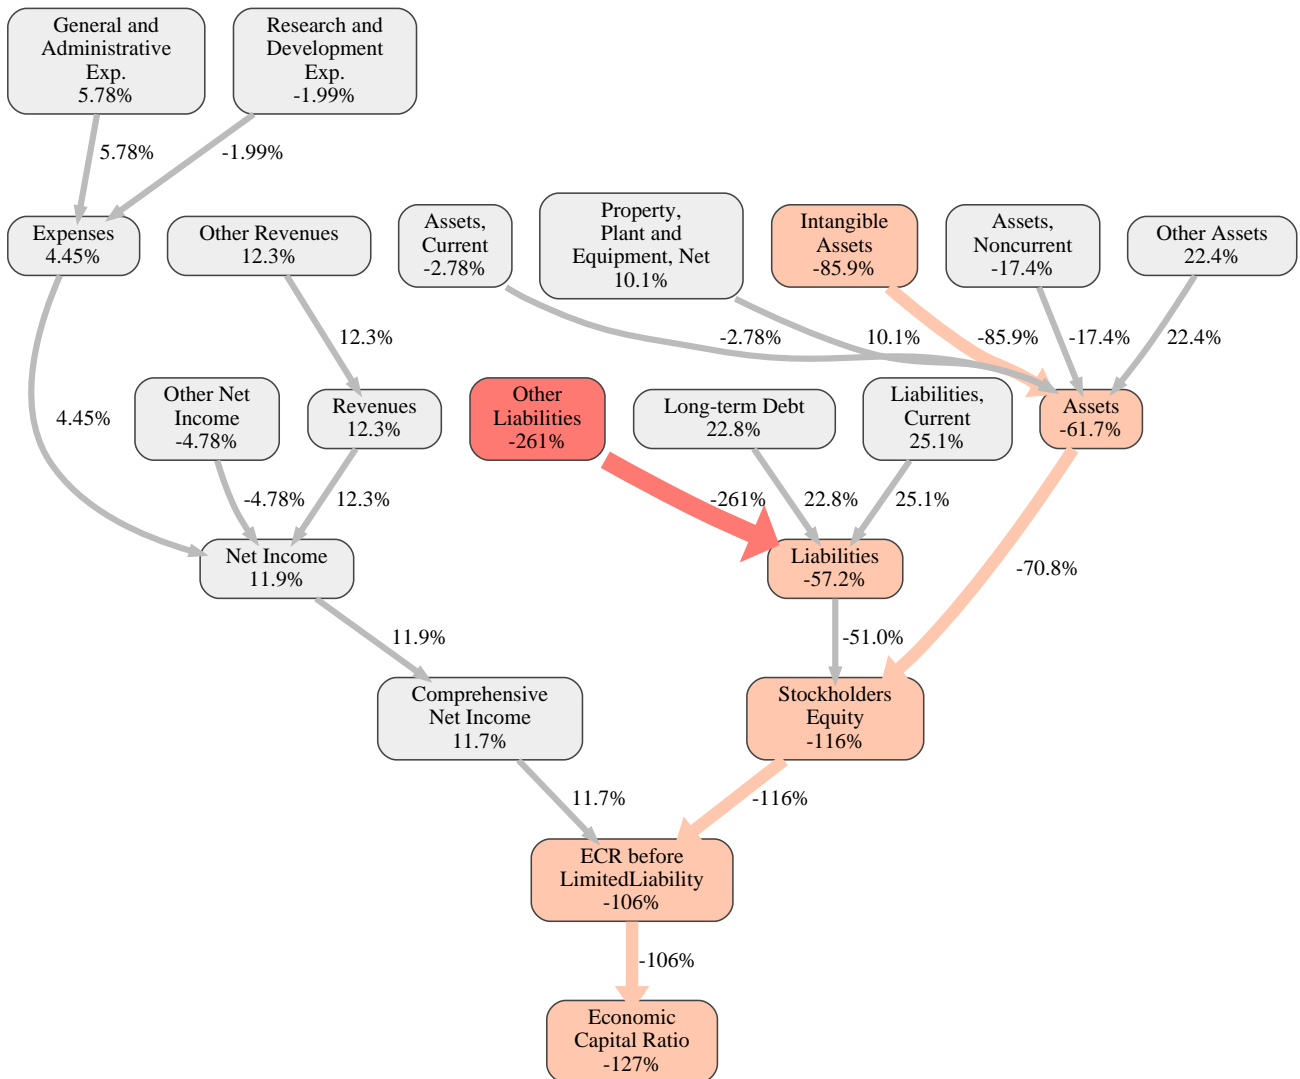 General and
Administrative
Exp.
5.78%
Research and
Development
Exp.
-1.99%
5.78%
-1.99%
Expenses
4.45%
Other Revenues
12.3%
Assets,
Current
-2.78%
Property,
Plant and
Equipment, Net
10.1%
Intangible
Assets
-85.9%
Assets,
Noncurrent
-17.4%
Other Assets
22.4%
12.3%
-2.78%
10.1%
-85.9%
-17.4%
22.4%
4.45%
Other Net
Income
-4.78%
Revenues
12.3%
Other
Liabilities
-261%
Long-term Debt
22.8%
Liabilities,
Current
25.1%
Assets
-61.7%
-4.78%
12.3%
-261%
22.8%
25.1%
Net Income
11.9%
Liabilities
-57.2%
-70.8%
11.9%
-51.0%
Comprehensive
Net Income
11.7%
Stockholders
Equity
-116%
11.7%
-116%
ECR before
LimitedLiability
-106%
-106%
Economic
Capital Ratio
-127%